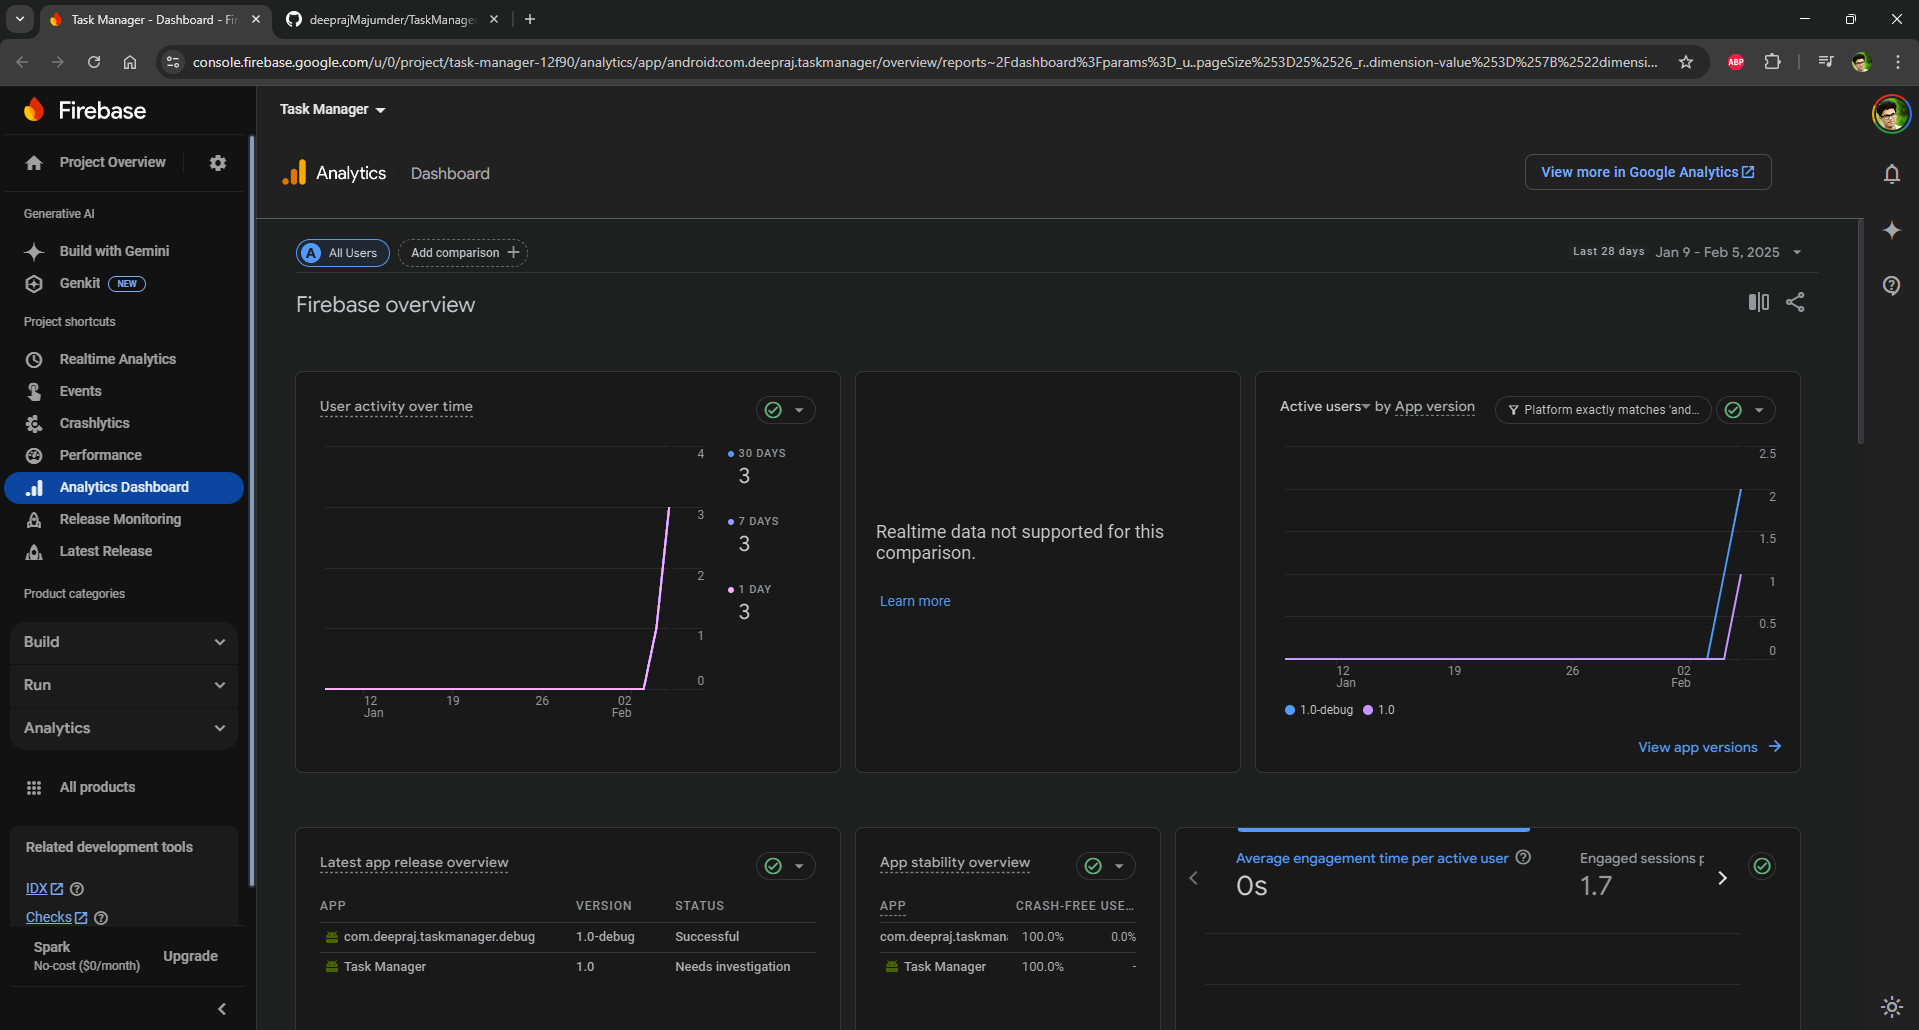 Task Manager - Dashboard - Fi
deeprajMajumder/TaskManager
console.firebase.google.com/u/0/project/task-manager-12f90/analytics/app/android:com.deepraj.taskmanager/overview/reports~2Fdashboard%3Fparams%3D_u..pageSize%253D25%2526_r..dimension-value%253D%257B%2522dimensi...
ABP
Firebase
Task Manager
Project Overview
Analytics
Dashboard
View more in Google Analytics
Generative AI
Build with Gemini
Genkit NEW
Project shortcuts
Realtime Analytics
Events
Crashlytics
Performance
Analytics Dashboard
Release Monitoring
Latest Release
Product categories
Build
Run
Analytics
All products
Related development tools
IDX
Checks
Spark
No-cost ($0/month)
Upgrade
A All Users
Add comparison +
Last 28 days Jan 9 - Feb 5, 2025
Firebase overview
User activity over time
4
3
2
1
0
12
Jan
19
26
02
Feb
30 DAYS
3
7 DAYS
3
1 DAY
3
Realtime data not supported for this
comparison.
Learn more
Active users by App version
Platform exactly matches 'and...
2.5
2
1.5
1
0.5
0
12
Jan
19
26
02
Feb
1.0-debug 1.0
View app versions
Latest app release overview
APP VERSION STATUS
com.deepraj.taskmanager.debug 1.0-debug Successful
Task Manager 1.0 Needs investigation
App stability overview
APP CRASH-FREE USE...
com.deepraj.taskman 100.0% 0.0%
Task Manager 100.0% -
Average engagement time per active user
0s
Engaged sessions p
1.7